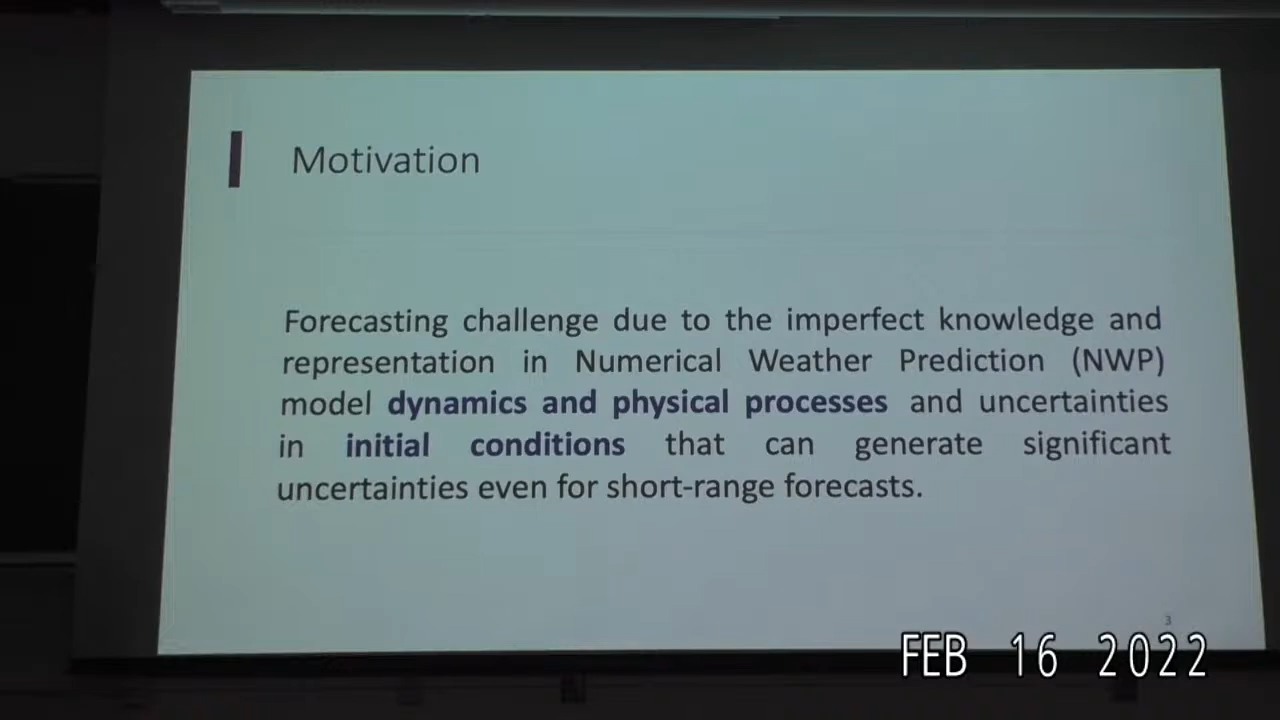 Motivation
Forecasting challenge due to the imperfect knowledge and
representation in Numerical Weather Prediction (NWP)
model dynamics and physical processes and uncertainties
in initial conditions that can generate significant
uncertainties even for short-range forecasts.
3
FEB 16 2022